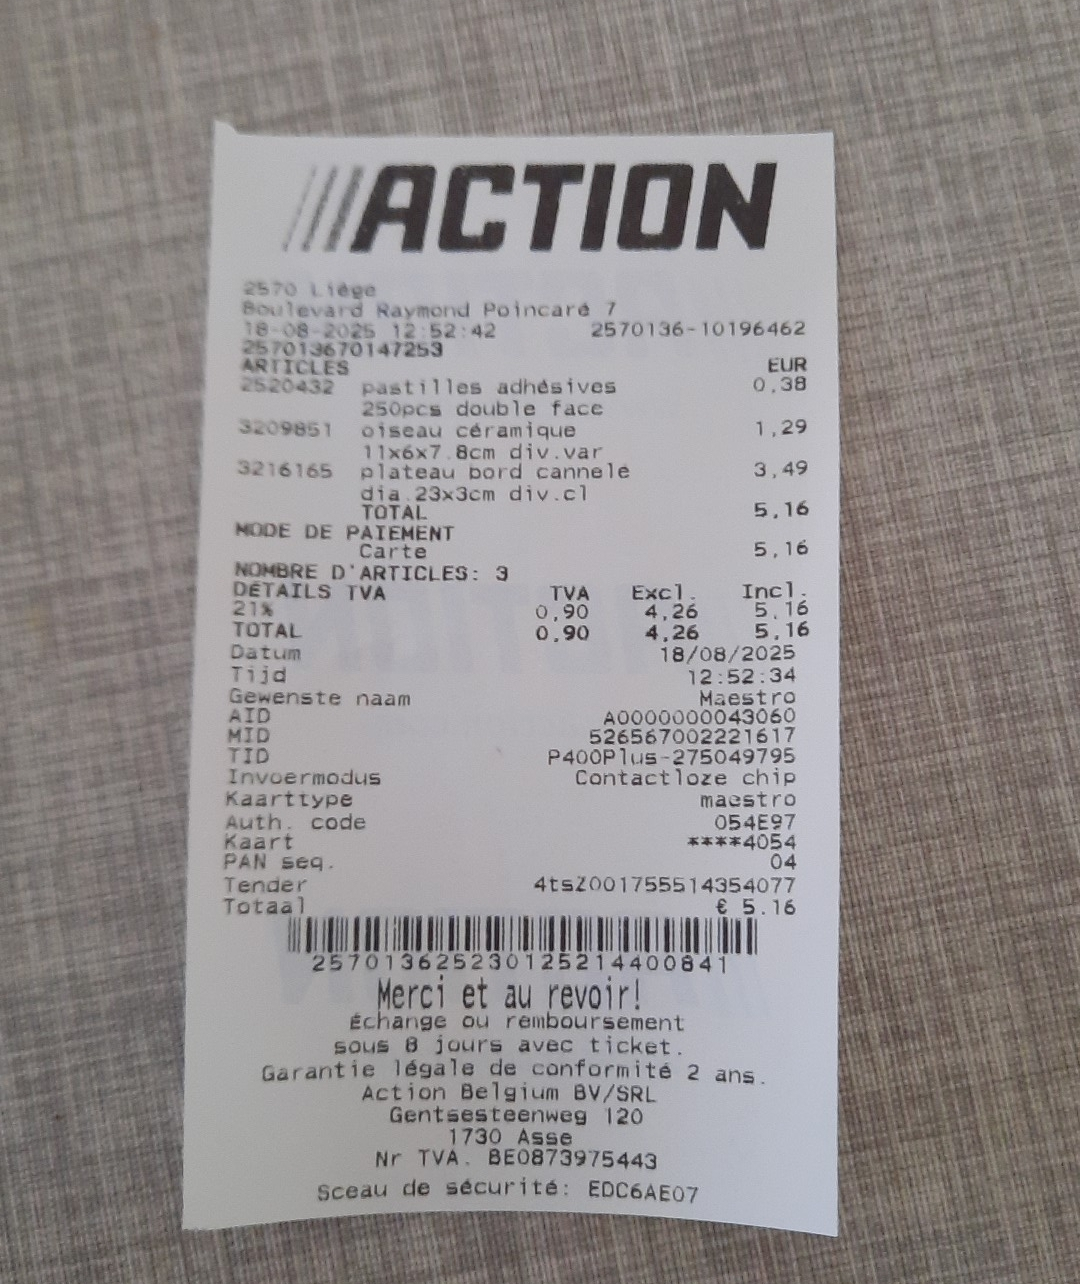 ACTION
2570 Liège
Boulevard Raymond Poincaré 7
18-08-2025 12:52:42 2570136-10196462
257013670147253
ARTICLES EUR
2520432 pastilles adhésives 0,38
250pcs double face
3209851 oiseau céramique 1,29
11x6x7.8cm div.var
3216165 plateau bord cannelé 3,49
dia.23x3cm div.cl
TOTAL 5,16
MODE DE PAIEMENT
Carte 5,16
NOMBRE D'ARTICLES: 3
DÉTAILS TVA TVA Excl. Incl.
21% 0,90 4,26 5,16
TOTAL 0,90 4,26 5,16
Datum 18/08/2025
Tijd 12:52:34
Gewenste naam Maestro
AID A0000000043060
MID 526567002221617
TID P400Plus-275049795
Invoermodus Contactloze chip
Kaarttype maestro
Auth. code 054E97
Kaart ****4054
PAN seq. 04
Tender 4tsZ001755514354077
Totaal € 5.16
257013625230125214400841
Merci et au revoir!
Échange ou remboursement
sous 8 jours avec ticket.
Garantie légale de conformité 2 ans.
Action Belgium BV/SRL
Gentsesteenweg 120
1730 Asse
Nr TVA. BE0873975443
Sceau de sécurité: EDC6AE07